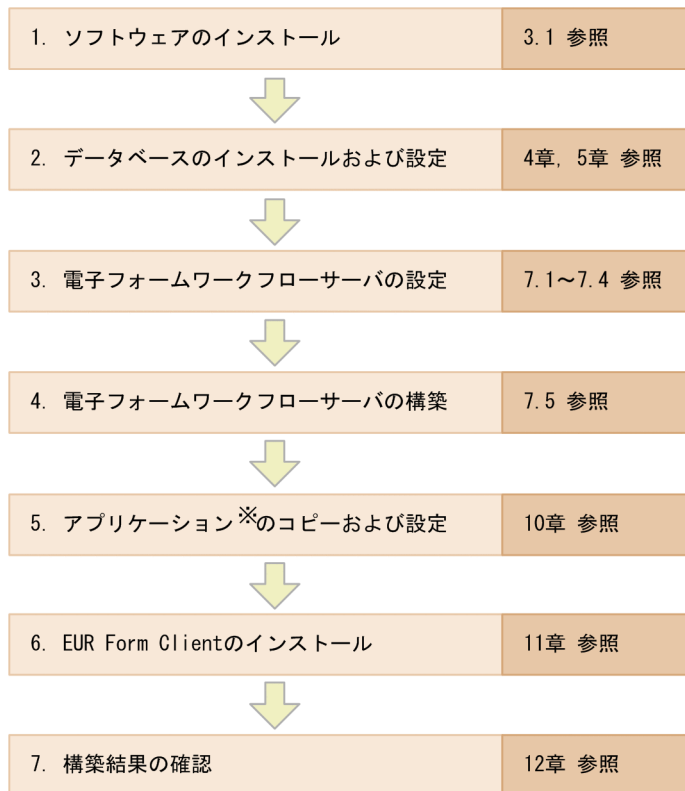 1. ソフトウェアのインストール 3.1 参照
2. データベースのインストールおよび設定 4章, 5章 参照
3. 電子フォームワークフローサーバの設定 7.1～7.4 参照
4. 電子フォームワークフローサーバの構築 7.5 参照
5. アプリケーション※のコピーおよび設定 10章 参照
6. EUR Form Clientのインストール 11章 参照
7. 構築結果の確認 12章 参照